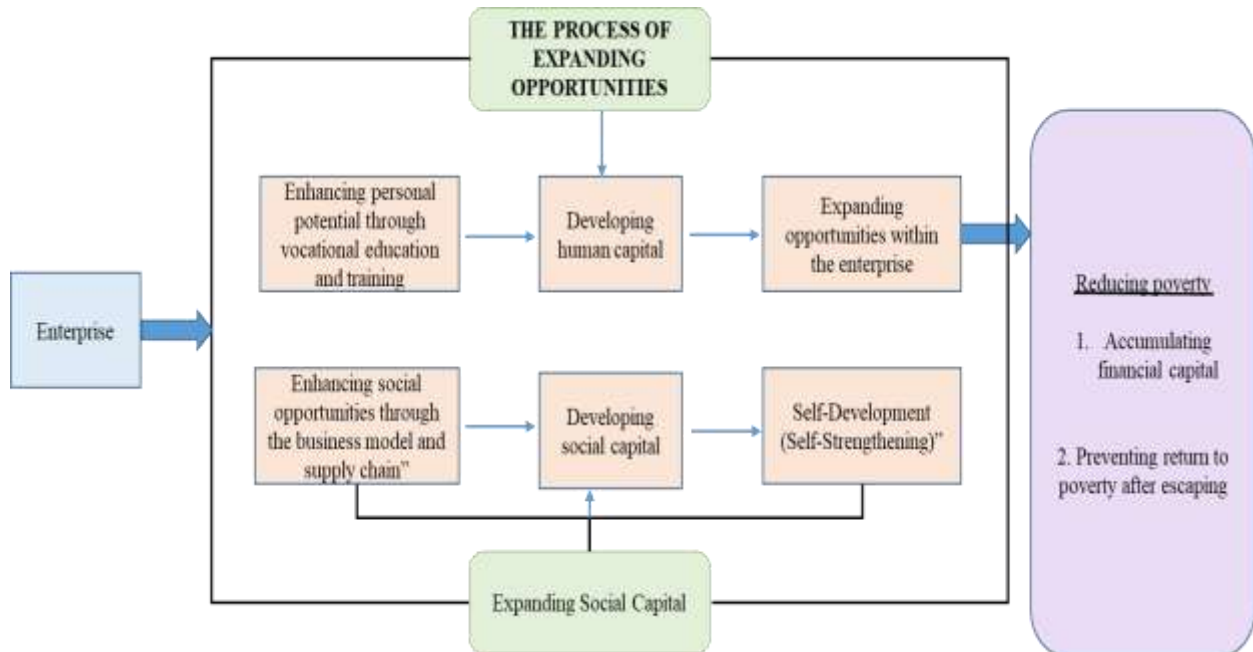 THE PROCESS OF
EXPANDING
OPPORTUNITIES
Enhancing personal
potential through
vocational education
and training
Developing
human capital
Expanding
opportunities within
the enterprise
Enterprise
Enhancing social
opportunities through
the business model and
supply chain”
Developing
social capital
Self-Development
(Self-Strengthening)”
Expanding Social Capital
Reducing poverty
1. Accumulating
financial capital
2. Preventing return to
poverty after escaping